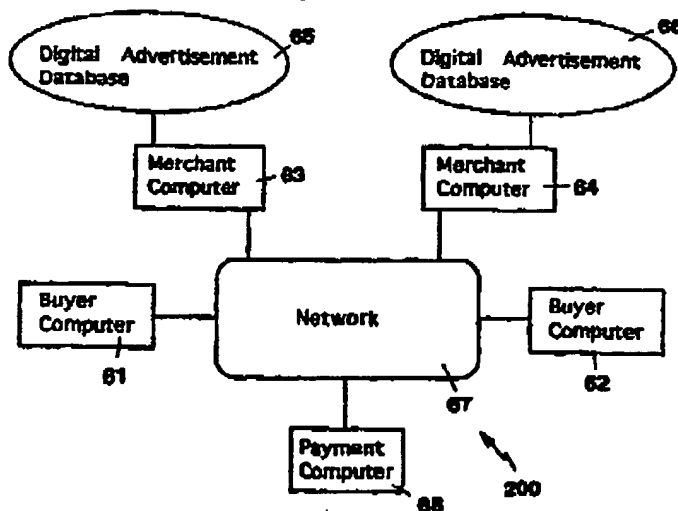 65
66
Digital Advertisement
Database
Digital Advertisement
Database
Merchant
Computer
63
Merchant
Computer
64
Buyer
Computer
61
Network
67
Buyer
Computer
62
Payment
Computer
200